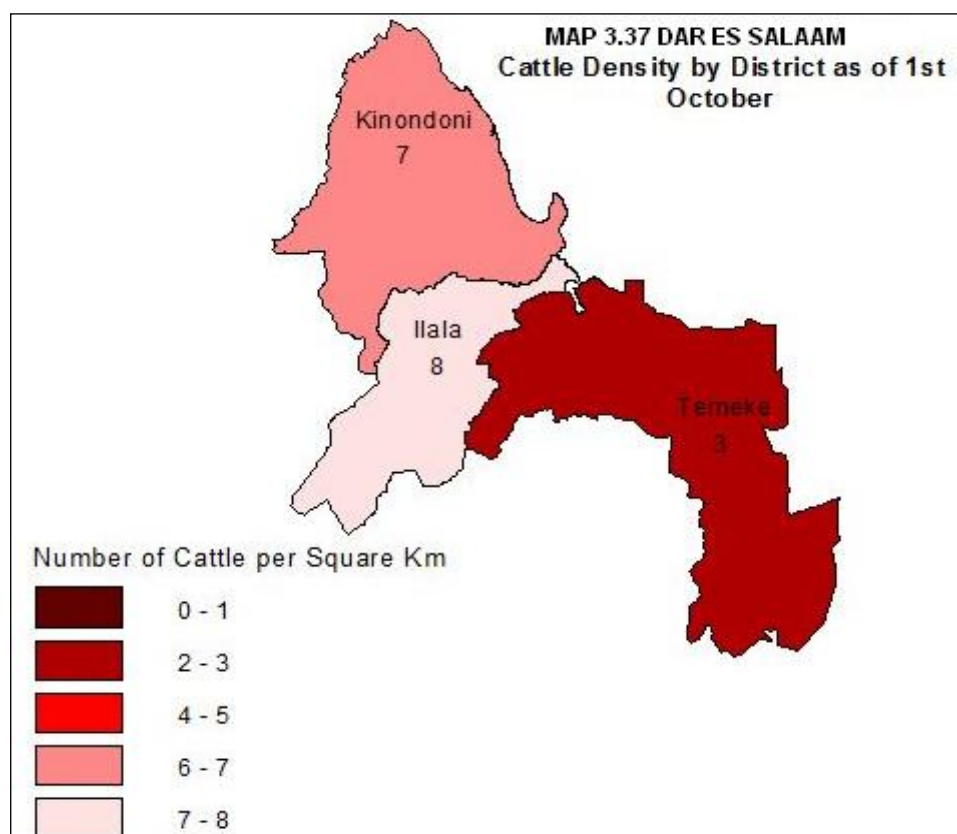 MAP 3.37 DAR ES SALAAM
Cattle Density by District as of 1st
October
Kinondoni
7
Ilala
8
Temeke
3
Number of Cattle per Square Km
0 - 1
2 - 3
4 - 5
6 - 7
7 - 8